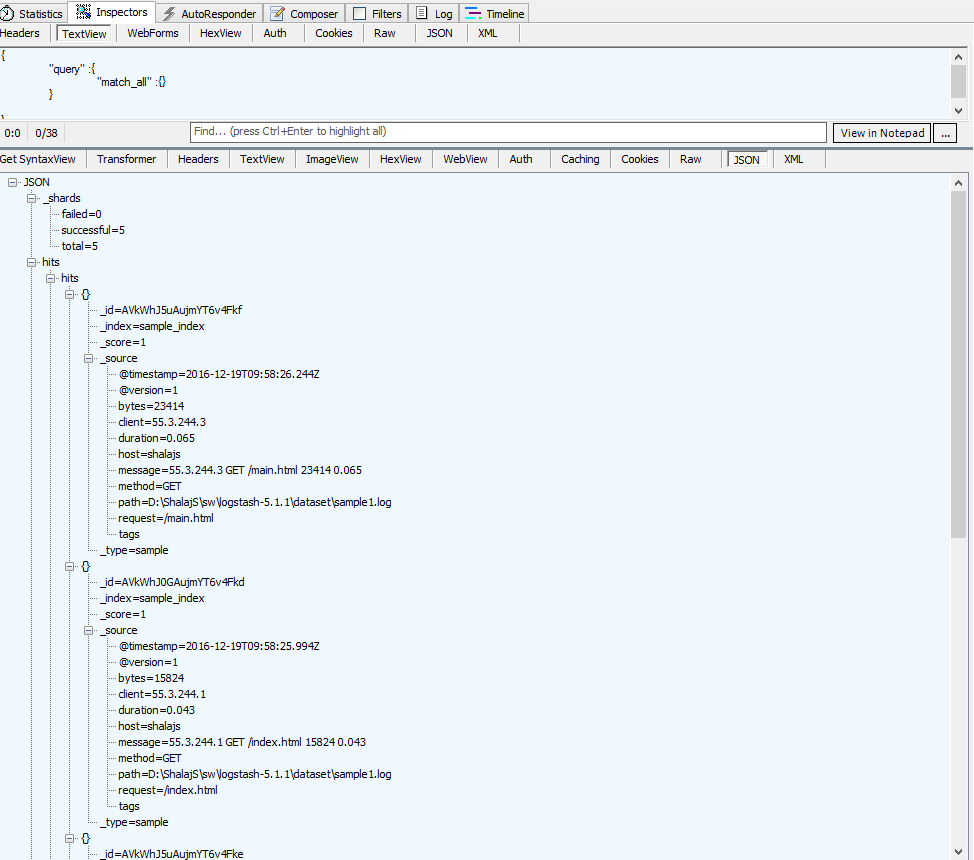 Statistics Inspectors AutoResponder Composer Filters Log Timeline
Headers TextView WebForms HexView Auth Cookies Raw JSON XML
{
"query" :{
"match_all" :{}
}
0:0 0/38 Find... (press Ctrl+Enter to highlight all) View in Notepad ...
Get SyntaxView Transformer Headers TextView ImageView HexView WebView Auth Caching Cookies Raw JSON XML
JSON
_shards
failed=0
successful=5
total=5
hits
hits
{}
_id=AVkWhJ5uAujmYT6v4Fkf
_index=sample_index
_score=1
_source
@timestamp=2016-12-19T09:58:26.244Z
@version=1
bytes=23414
client=55.3.244.3
duration=0.065
host=shalajs
message=55.3.244.3 GET /main.html 23414 0.065
method=GET
path=D:\ShalajS\sw\logstash-5.1.1\dataset\sample1.log
request=/main.html
tags
_type=sample
{}
_id=AVkWhJ0GAujmYT6v4Fkd
_index=sample_index
_score=1
_source
@timestamp=2016-12-19T09:58:25.994Z
@version=1
bytes=15824
client=55.3.244.1
duration=0.043
host=shalajs
message=55.3.244.1 GET /index.html 15824 0.043
method=GET
path=D:\ShalajS\sw\logstash-5.1.1\dataset\sample1.log
request=/index.html
tags
_type=sample
{}
_id=AVkWhJ5uAujmYT6v4Fke